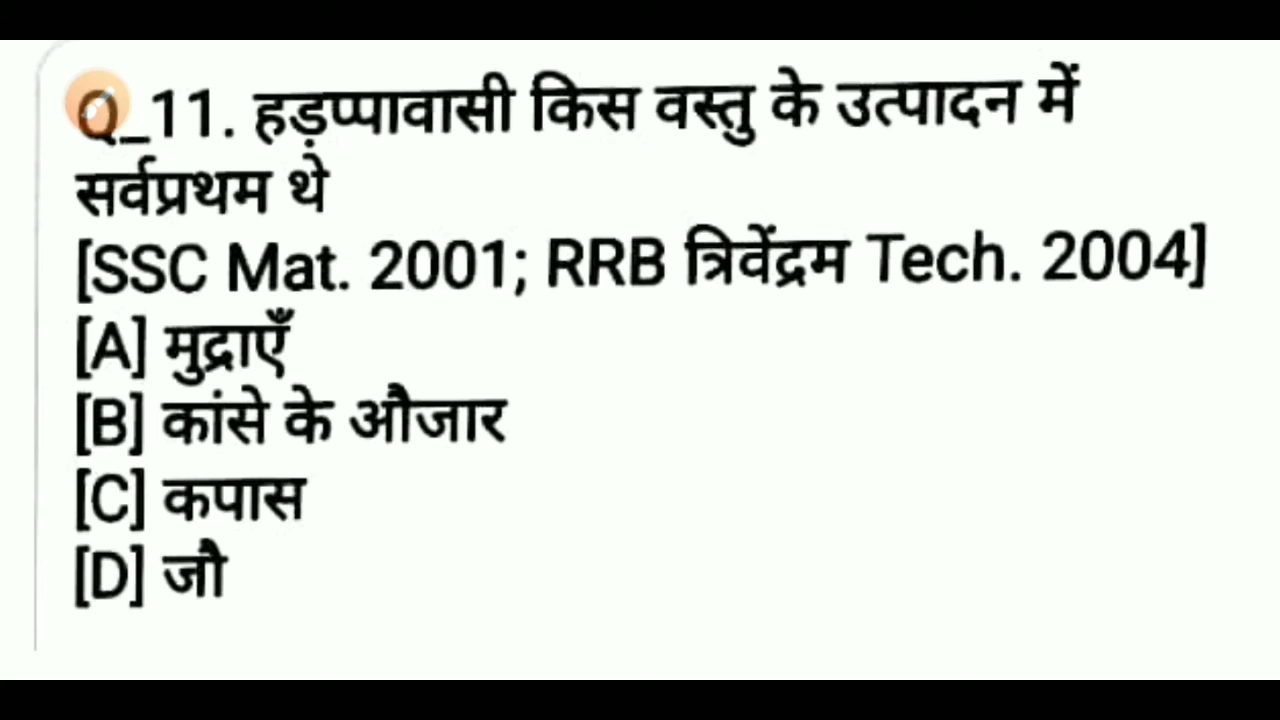 Q_11. हड़प्पावासी किस वस्तु के उत्पादन में
सर्वप्रथम थे
[SSC Mat. 2001; RRB त्रिवेंद्रम Tech. 2004]
[A] मुद्राएँ
[B] कांसे के औजार
[C] कपास
[D] जौ